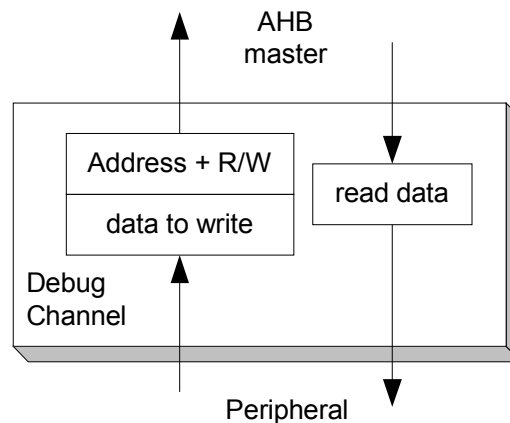 AHB
master
Address + R/W
data to write
read data
Debug
Channel
Peripheral